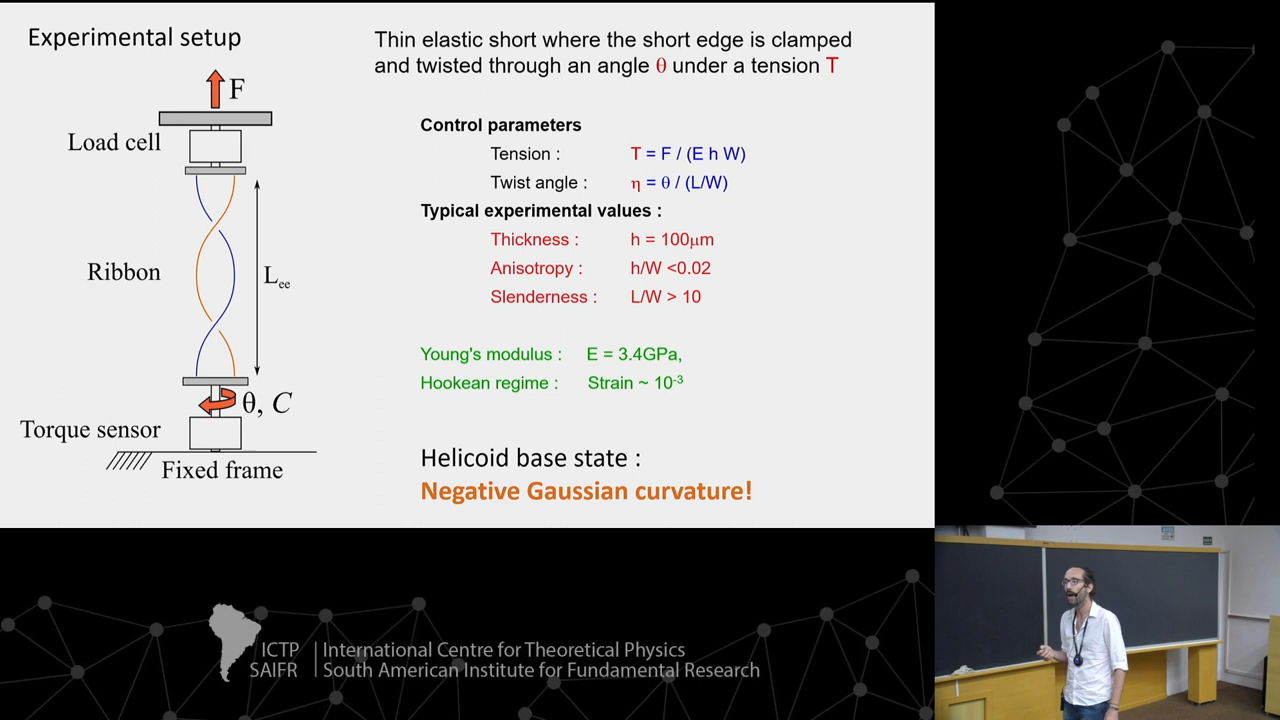 Experimental setup
F
Load cell
Ribbon
Lee
θ, C
Torque sensor
Fixed frame
Thin elastic short where the short edge is clamped
and twisted through an angle θ under a tension T
Control parameters
Tension : T = F / (E h W)
Twist angle : η = θ / (L/W)
Typical experimental values :
Thickness : h = 100μm
Anisotropy : h/W <0.02
Slenderness : L/W > 10
Young's modulus : E = 3.4GPa,
Hookean regime : Strain ~ 10-3
Helicoid base state :
Negative Gaussian curvature!
ICTP
SAIFR
International Centre for Theoretical Physics
South American Institute for Fundamental Research